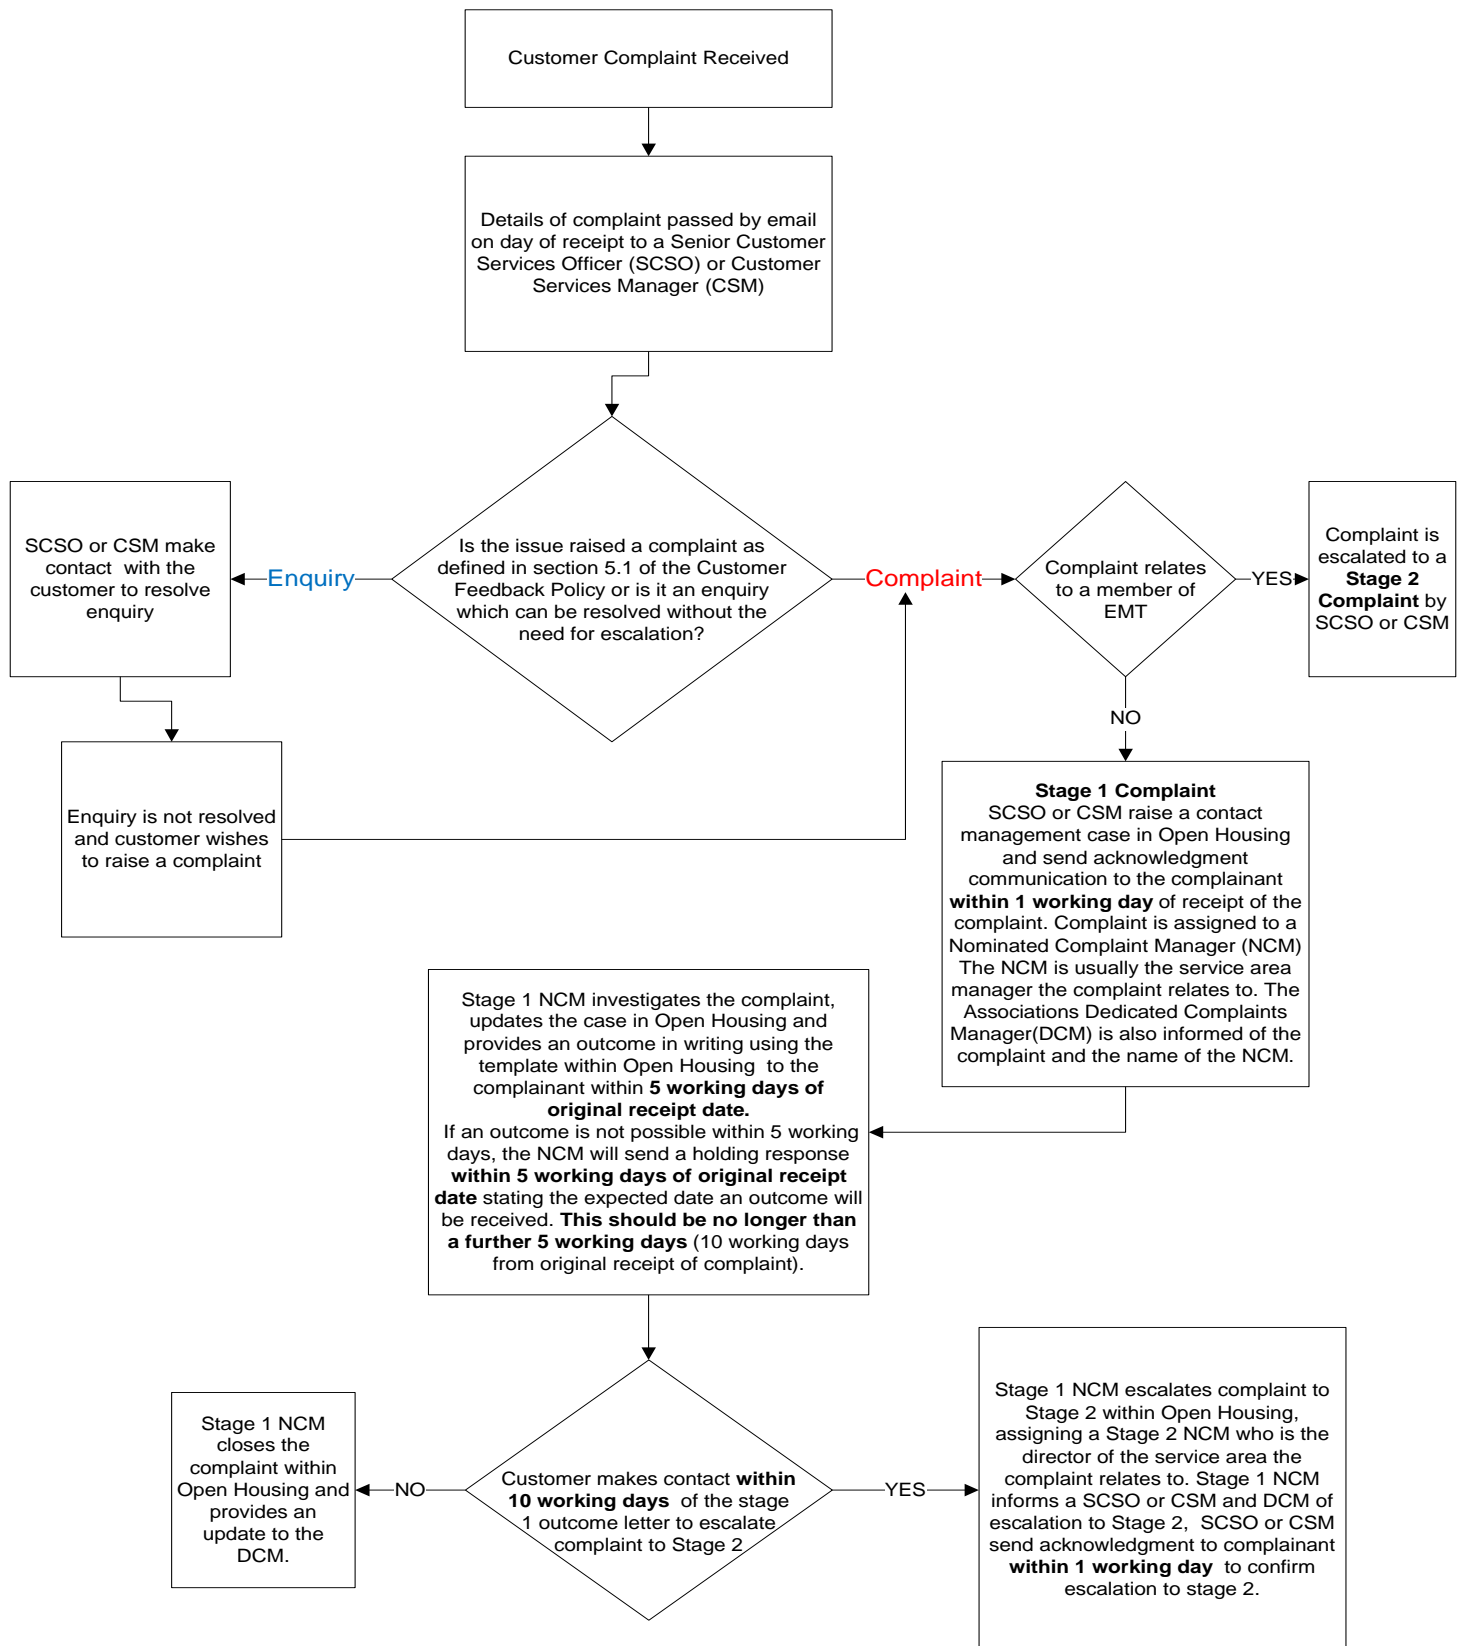 Customer Complaint Received
Details of complaint passed by email
on day of receipt to a Senior Customer
Services Officer (SCSO) or Customer
Services Manager (CSM)
Is the issue raised a complaint as
defined in section 5.1 of the Customer
Feedback Policy or is it an enquiry
which can be resolved without the
need for escalation?
Enquiry
SCSO or CSM make
contact with the
customer to resolve
enquiry
Enquiry is not resolved
and customer wishes
to raise a complaint
Complaint
Complaint relates
to a member of
EMT
YES
Complaint is
escalated to a
Stage 2
Complaint by
SCSO or CSM
NO
Stage 1 Complaint
SCSO or CSM raise a contact
management case in Open Housing
and send acknowledgment
communication to the complainant
within 1 working day of receipt of the
complaint. Complaint is assigned to a
Nominated Complaint Manager (NCM)
The NCM is usually the service area
manager the complaint relates to. The
Associations Dedicated Complaints
Manager(DCM) is also informed of the
complaint and the name of the NCM.
Stage 1 NCM investigates the complaint,
updates the case in Open Housing and
provides an outcome in writing using the
template within Open Housing to the
complainant within 5 working days of
original receipt date.
If an outcome is not possible within 5 working
days, the NCM will send a holding response
within 5 working days of original receipt
date stating the expected date an outcome will
be received. This should be no longer than
a further 5 working days (10 working days
from original receipt of complaint).
Customer makes contact within
10 working days of the stage
1 outcome letter to escalate
complaint to Stage 2
NO
Stage 1 NCM
closes the
complaint within
Open Housing and
provides an
update to the
DCM.
YES
Stage 1 NCM escalates complaint to
Stage 2 within Open Housing,
assigning a Stage 2 NCM who is the
director of the service area the
complaint relates to. Stage 1 NCM
informs a SCSO or CSM and DCM of
escalation to Stage 2, SCSO or CSM
send acknowledgment to complainant
within 1 working day to confirm
escalation to stage 2.